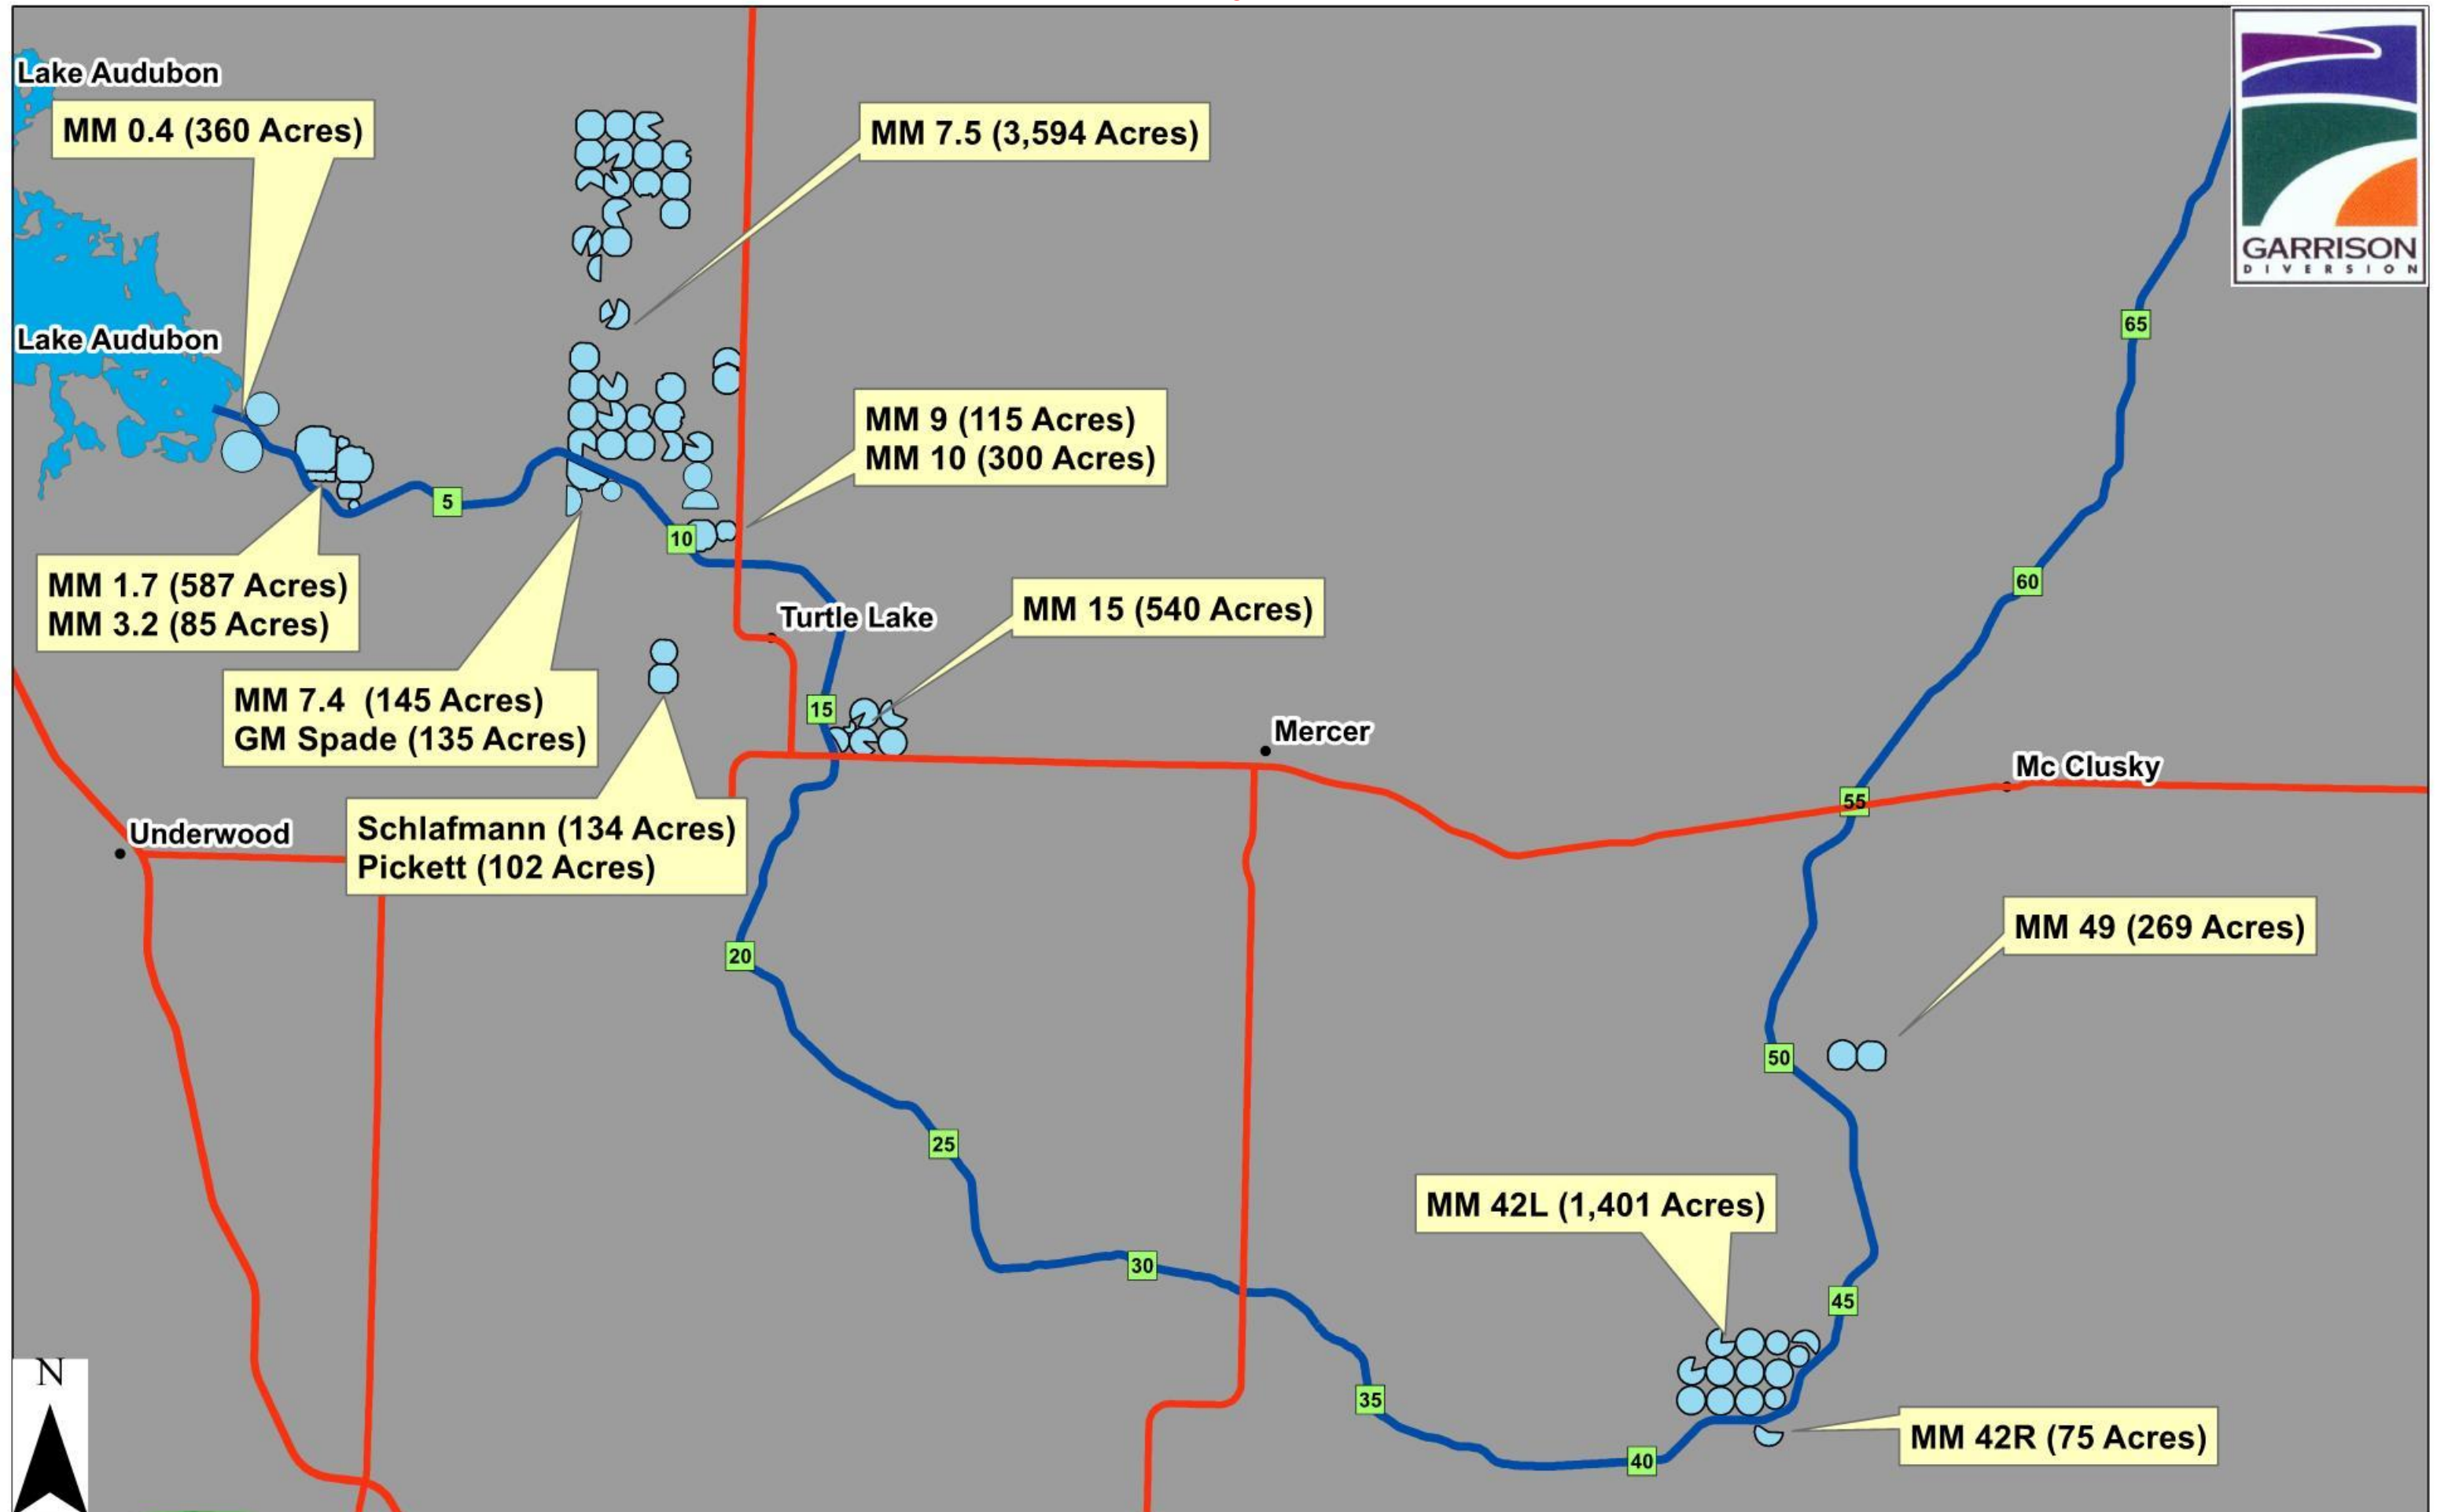 Lake Audubon
MM 0.4 (360 Acres)
MM 7.5 (3,594 Acres)
GARRISON
DIVERSION
65
Lake Audubon
MM 9 (115 Acres)
MM 10 (300 Acres)
5
10
MM 1.7 (587 Acres)
MM 3.2 (85 Acres)
60
Turtle Lake
MM 15 (540 Acres)
MM 7.4 (145 Acres)
GM Spade (135 Acres)
15
Mercer
Mc Clusky
55
Underwood
Schlafmann (134 Acres)
Pickett (102 Acres)
MM 49 (269 Acres)
20
50
25
MM 42L (1,401 Acres)
30
45
N
35
MM 42R (75 Acres)
40